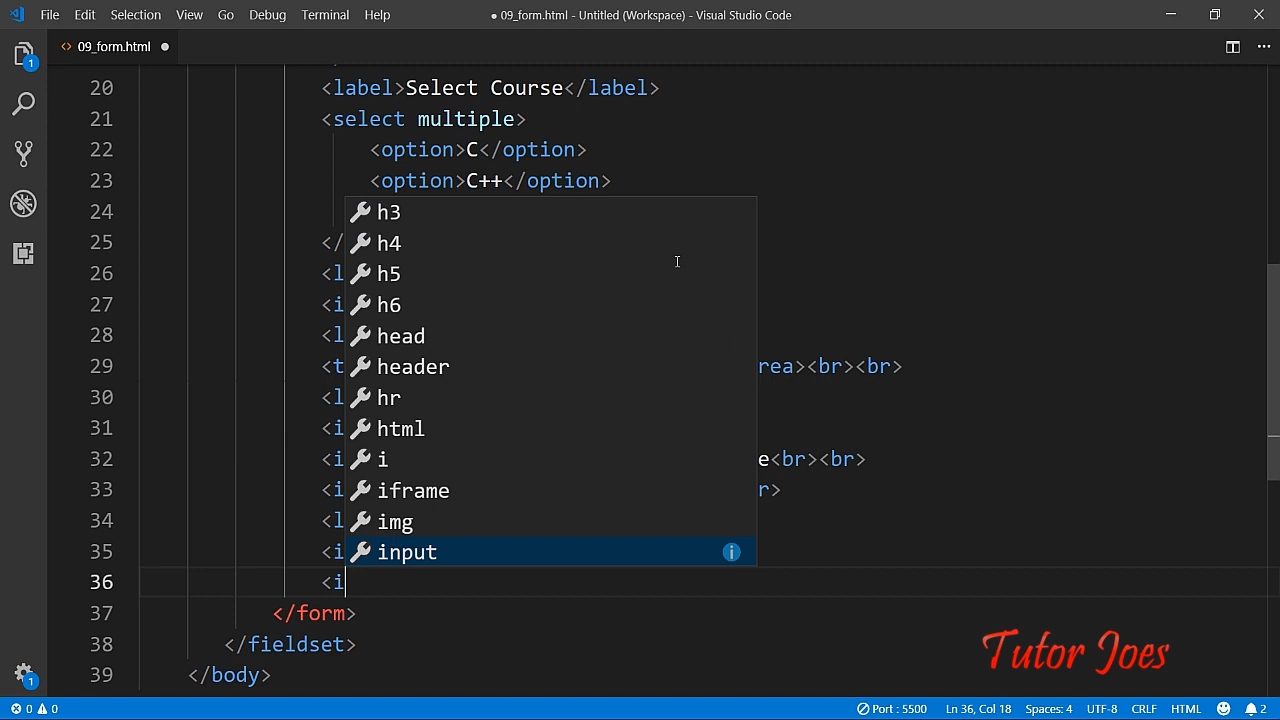 File Edit Selection View Go Debug Terminal Help ● 09_form.html - Untitled (Workspace) - Visual Studio Code
<> 09_form.html ●
20 <label>Select Course</label>
21 <select multiple>
22 <option>C</option>
23 <option>C++</option>
24 h3
25 </ h4
26 <l h5
27 <i h6
28 <l head
29 <t header rea><br><br>
30 <l hr
31 <i html
32 <i i e<br><br>
33 <i iframe r>
34 <l img
35 <i input
36 <i
37 </form>
38 </fieldset>
39 </body>
Tutor Joes
1
1
0 0 Port : 5500 Ln 36, Col 18 Spaces: 4 UTF-8 CRLF HTML 2